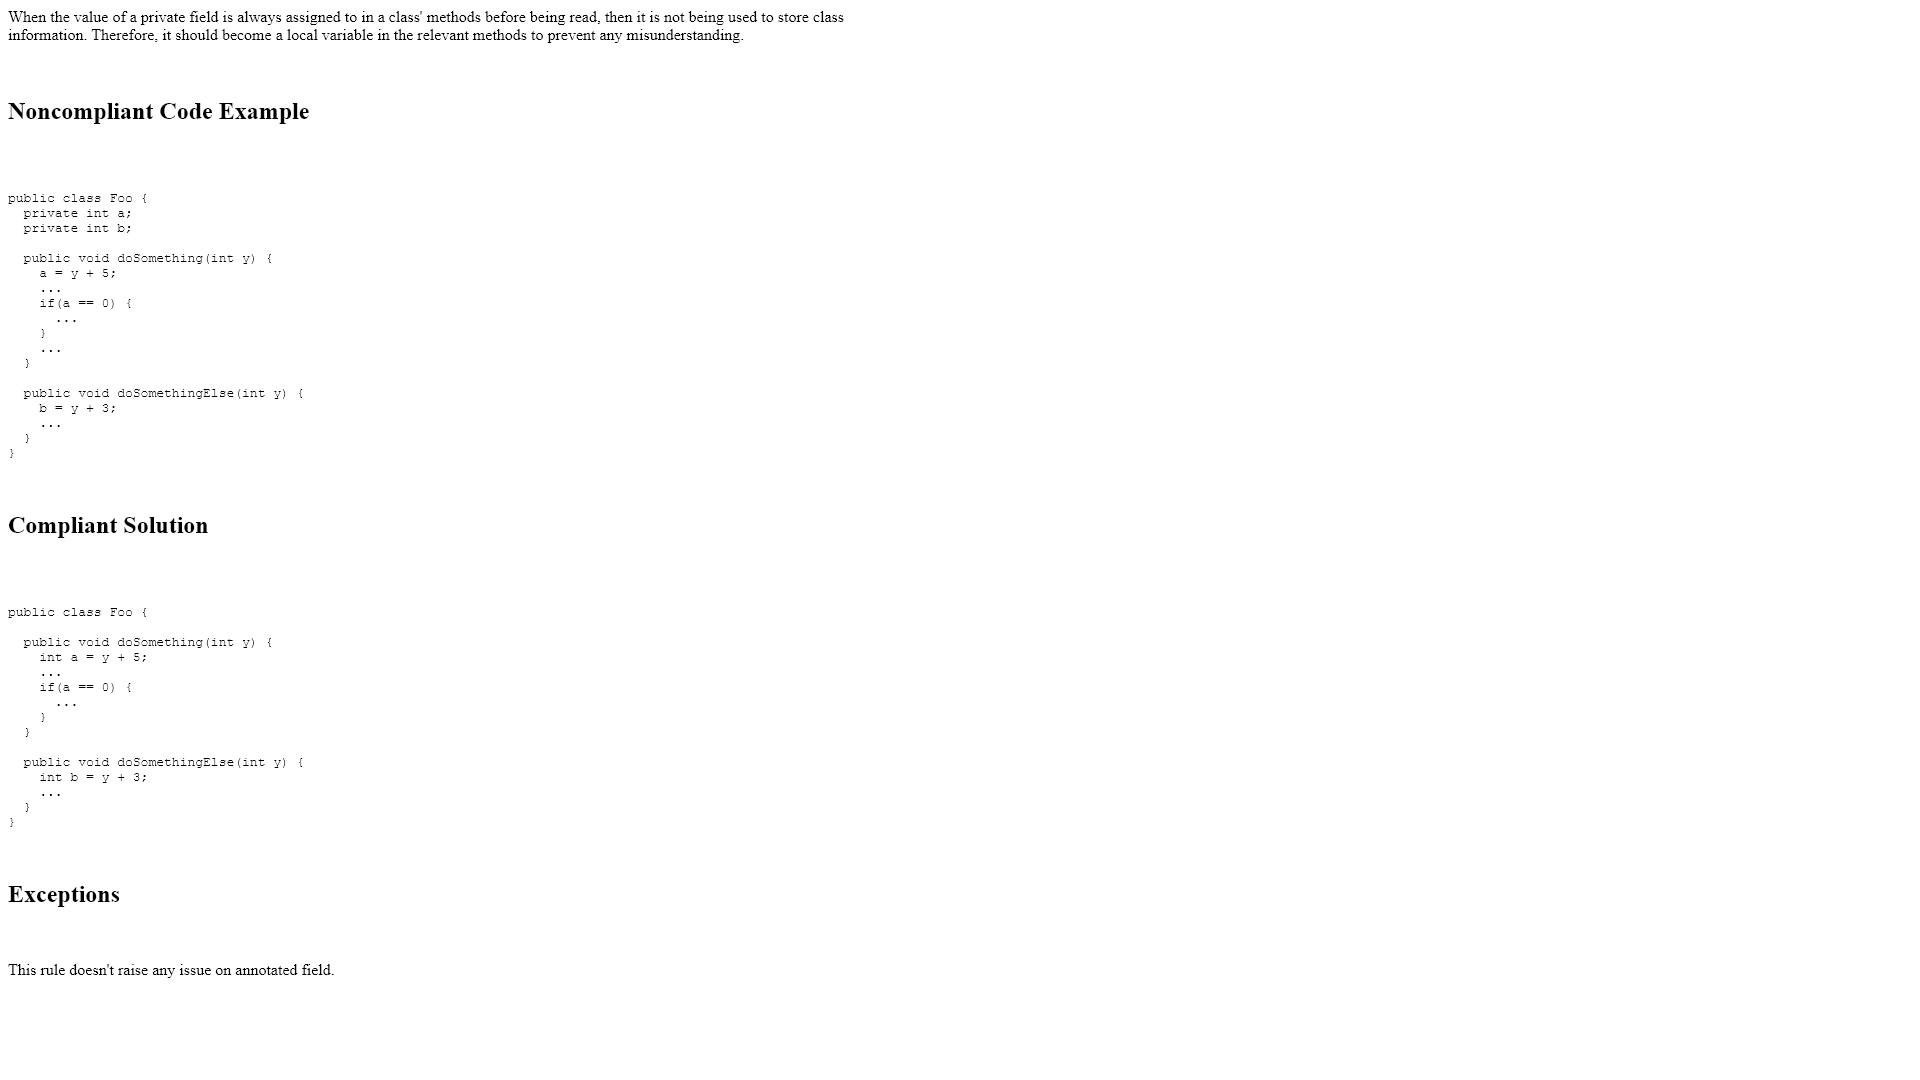 When the value of a private field is always assigned to in a class' methods before being read, then it is not being used to store class
information. Therefore, it should become a local variable in the relevant methods to prevent any misunderstanding.
Noncompliant Code Example
public class Foo {
  private int a;
  private int b;
  public void doSomething(int y) {
    a = y + 5;
    ...
    if(a == 0) {
      ...
    }
    ...
  }
  public void doSomethingElse(int y) {
    b = y + 3;
    ...
  }
}
Compliant Solution
public class Foo {
  public void doSomething(int y) {
    int a = y + 5;
    ...
    if(a == 0) {
      ...
    }
  }
  public void doSomethingElse(int y) {
    int b = y + 3;
    ...
  }
}
Exceptions
This rule doesn't raise any issue on annotated field.